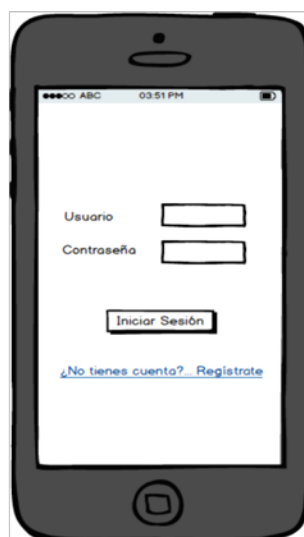 ABC 03:51 PM
Usuario
Contraseña
Iniciar Sesión
¿No tienes cuenta?... Regístrate